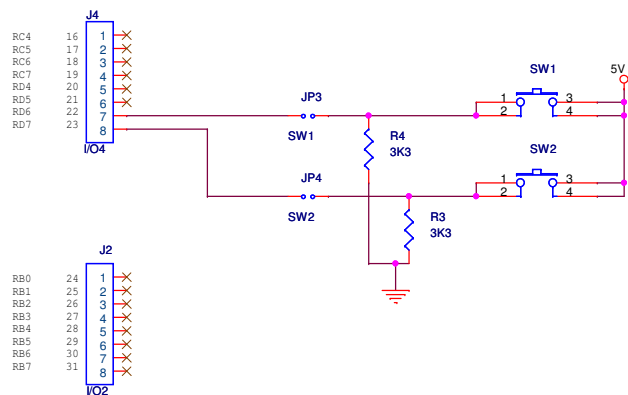 J4
RC4 16 1
RC5 17 2
RC6 18 3
RC7 19 4
RD4 20 5
RD5 21 6
RD6 22 7
RD7 23 8
I/O4
JP3
SW1
R4
3K3
JP4
SW2
R3
3K3
SW1
1 3
2 4
5V
SW2
1 3
2 4
J2
RB0 24 1
RB1 25 2
RB2 26 3
RB3 27 4
RB4 28 5
RB5 29 6
RB6 30 7
RB7 31 8
I/O2